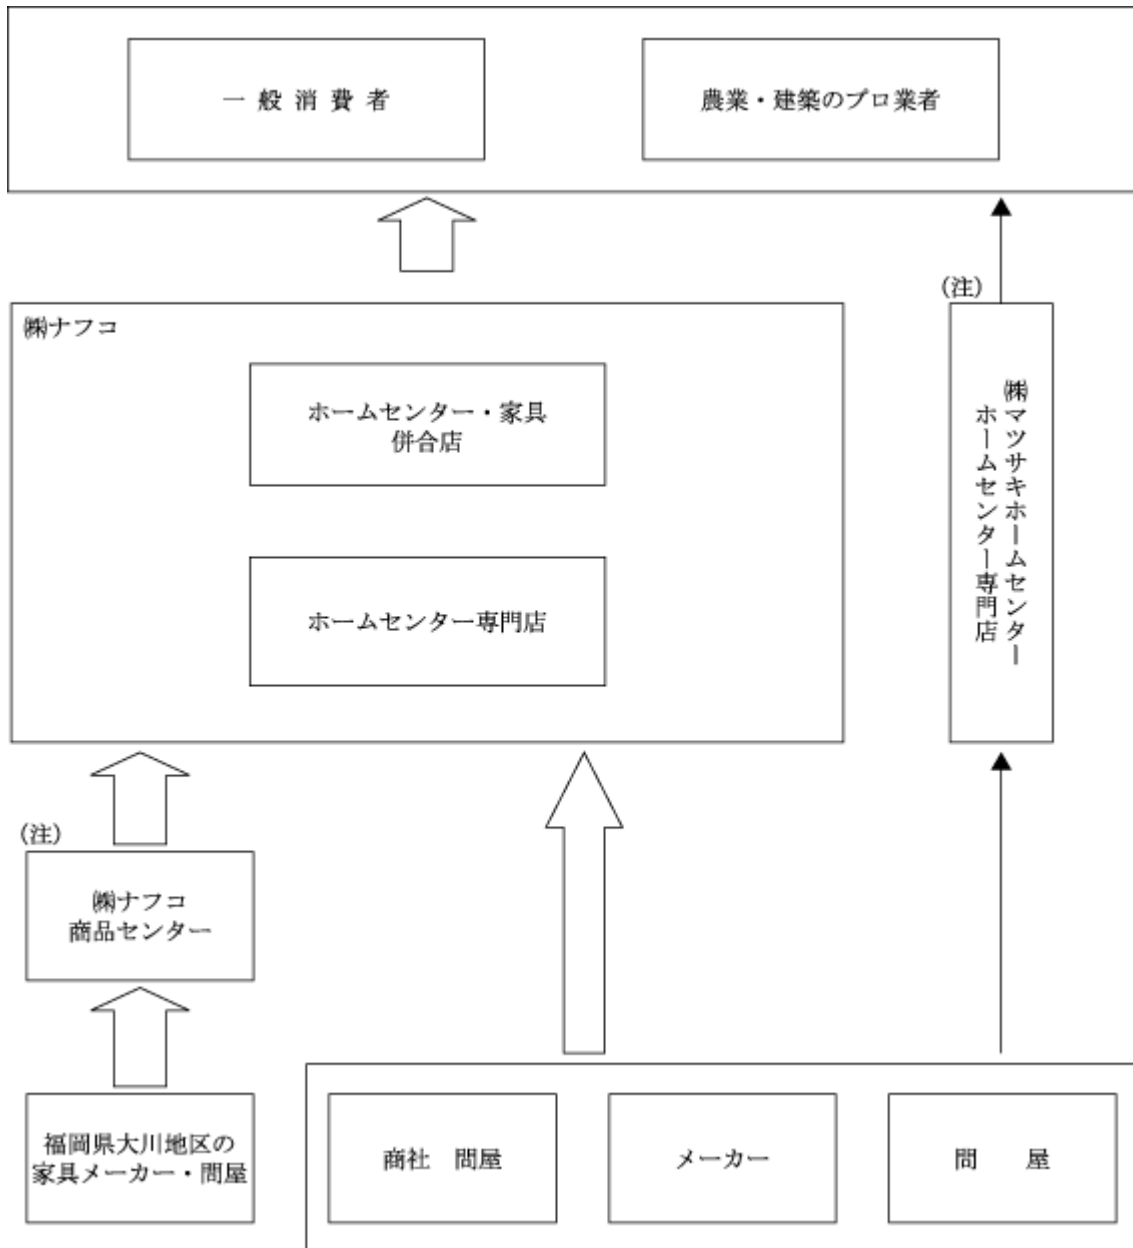 一 般 消 費 者
農業・建築のプロ業者
(注)
㈱ナフコ
ホームセンター・家具
併合店
ホームセンター専門店
㈱マツサキホームセンター
ホームセンター専門店
(注)
㈱ナフコ
商品センター
福岡県大川地区の
家具メーカー・問屋
商社　問屋
メーカー
問　　屋